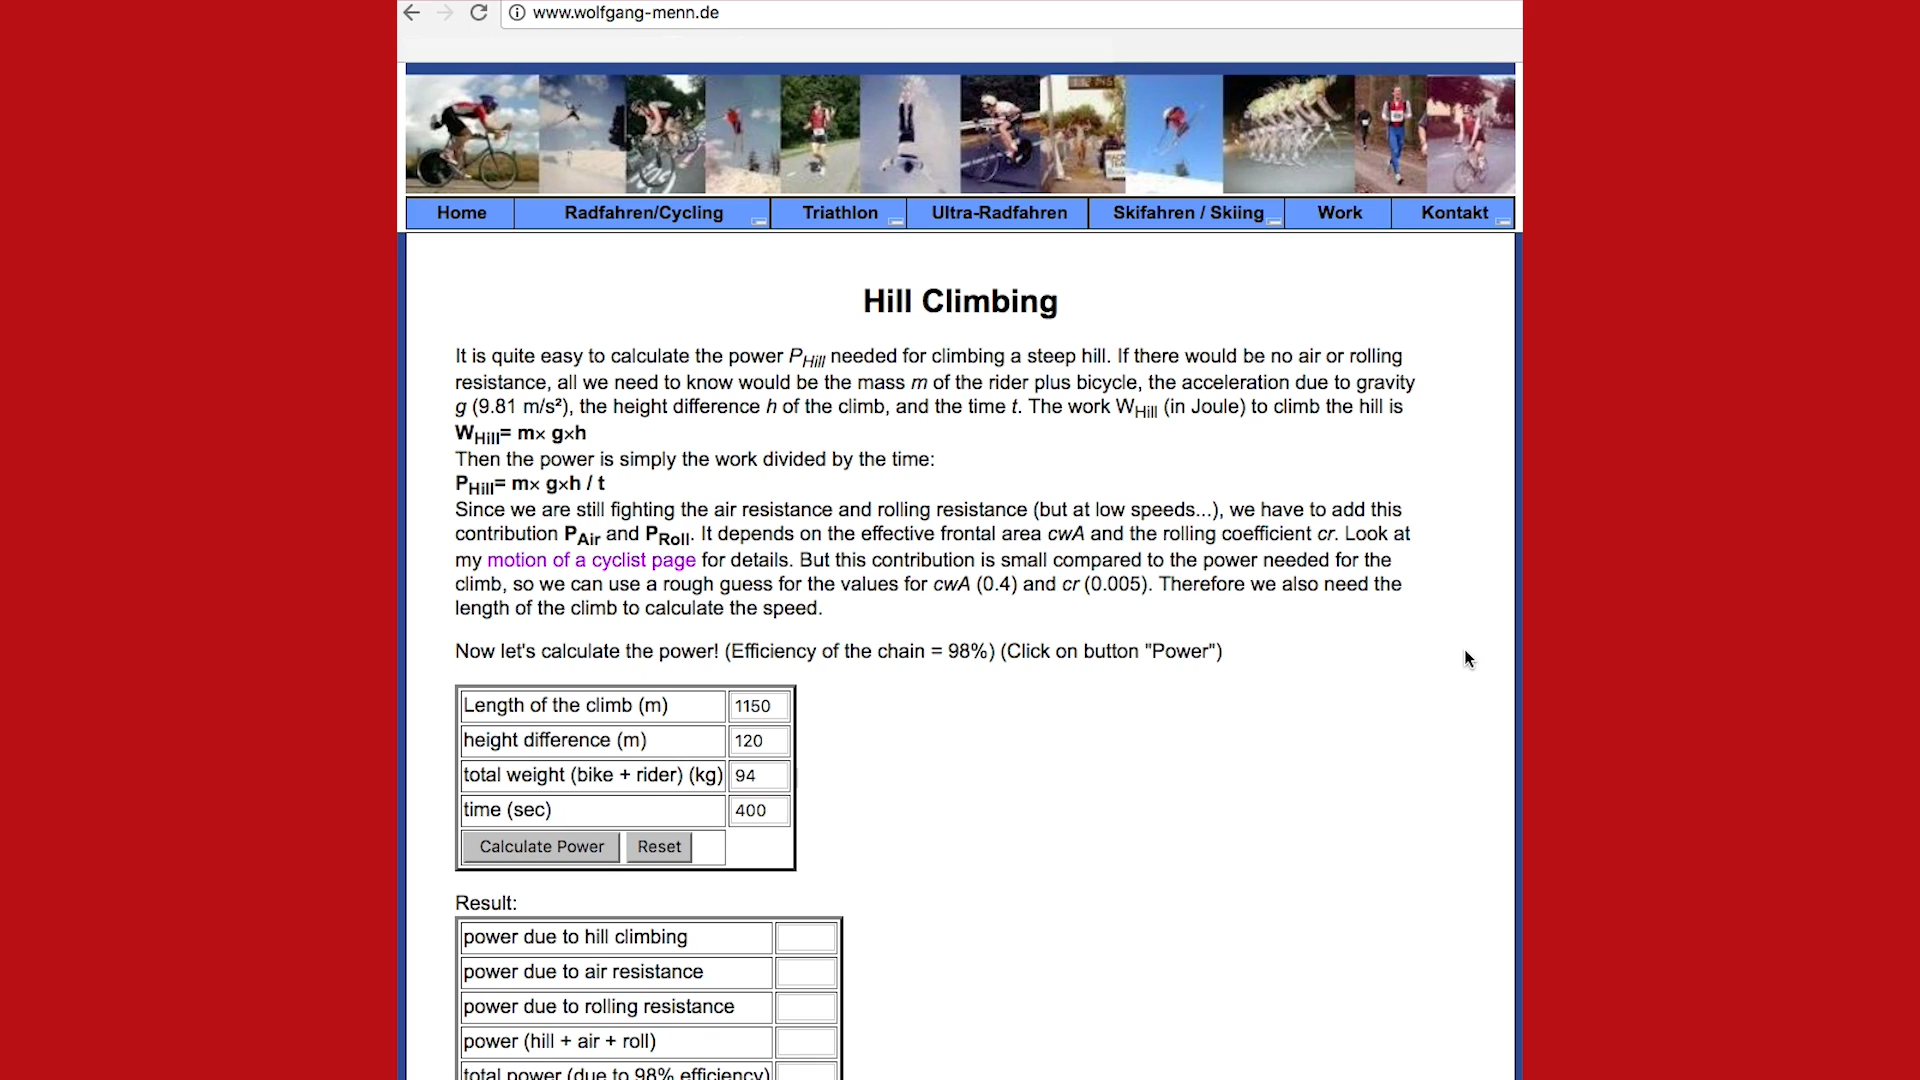 www.wolfgang-menn.de
Home Radfahren/Cycling Triathlon Ultra-Radfahren Skifahren / Skiing Work Kontakt
Hill Climbing
It is quite easy to calculate the power PHill needed for climbing a steep hill. If there would be no air or rolling
resistance, all we need to know would be the mass m of the rider plus bicycle, the acceleration due to gravity
g (9.81 m/s²), the height difference h of the climb, and the time t. The work WHill (in Joule) to climb the hill is
WHill= m× g×h
Then the power is simply the work divided by the time:
PHill= m× g×h / t
Since we are still fighting the air resistance and rolling resistance (but at low speeds...), we have to add this
contribution PAir and PRoll. It depends on the effective frontal area cwA and the rolling coefficient cr. Look at
my motion of a cyclist page for details. But this contribution is small compared to the power needed for the
climb, so we can use a rough guess for the values for cwA (0.4) and cr (0.005). Therefore we also need the
length of the climb to calculate the speed.
Now let's calculate the power! (Efficiency of the chain = 98%) (Click on button "Power")
Length of the climb (m) 1150
height difference (m) 120
total weight (bike + rider) (kg) 94
time (sec) 400
Calculate Power Reset
Result:
power due to hill climbing
power due to air resistance
power due to rolling resistance
power (hill + air + roll)
total power (due to 98% efficiency)